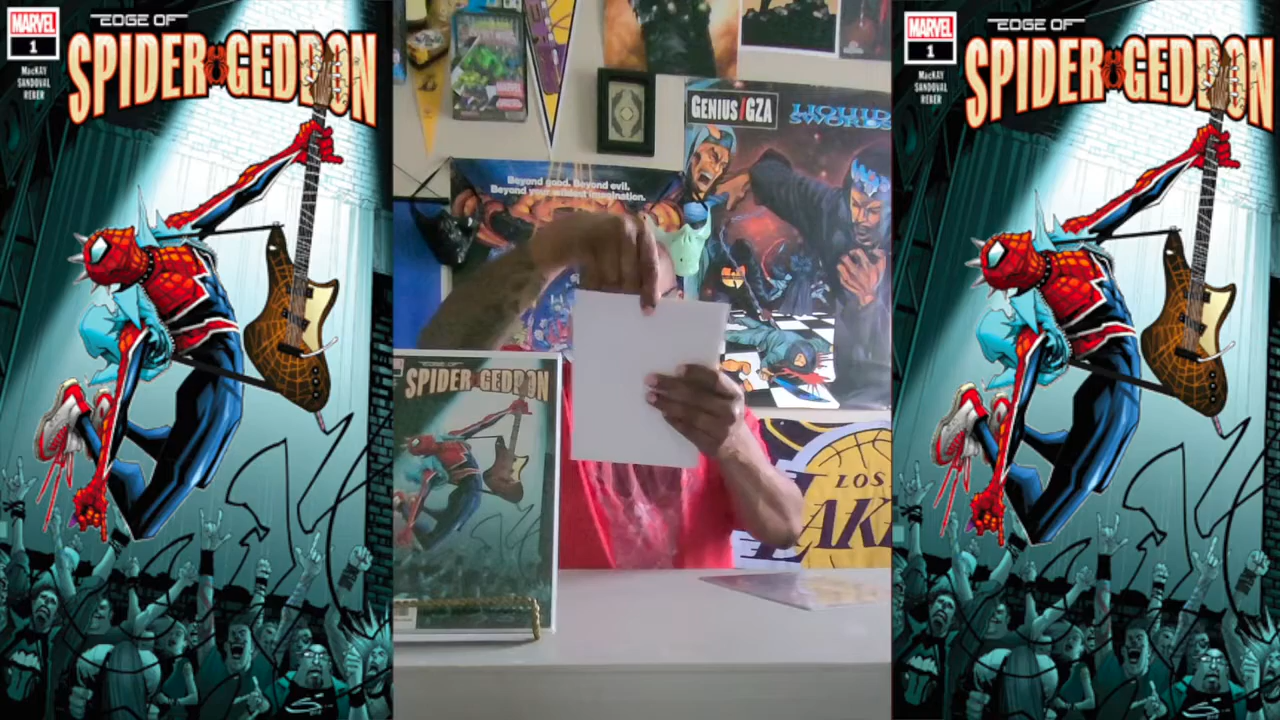 MARVEL
1
EDGE OF
SPIDER-GEDDON
MacKAY
SANDOVAL
REBER
GENIUS/GZA
LIQUID
SWORDS
Beyond good. Beyond evil.
Beyond your wildest imagination.
SPIDER-GEDDON
LOS
LAKE
MARVEL
1
EDGE OF
SPIDER-GEDDON
MacKAY
SANDOVAL
REBER